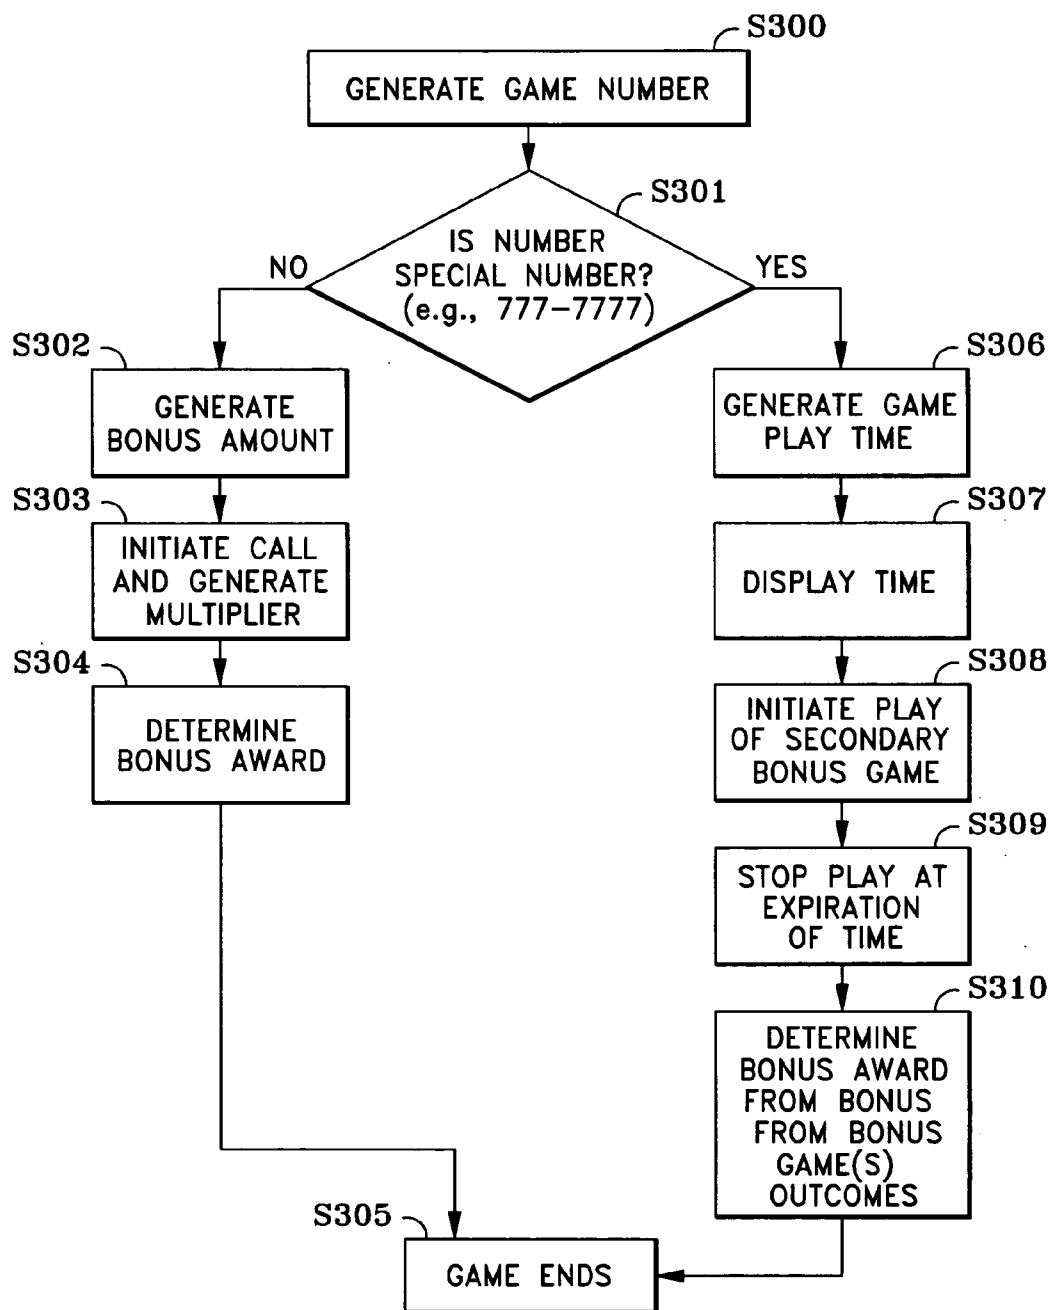 S300
GENERATE GAME NUMBER
S301
IS NUMBER
SPECIAL NUMBER?
(e.g., 777-7777)
NO
YES
S302
GENERATE
BONUS AMOUNT
S303
INITIATE CALL
AND GENERATE
MULTIPLIER
S304
DETERMINE
BONUS AWARD
S306
GENERATE GAME
PLAY TIME
S307
DISPLAY TIME
S308
INITIATE PLAY
OF SECONDARY
BONUS GAME
S309
STOP PLAY AT
EXPIRATION
OF TIME
S310
DETERMINE
BONUS AWARD
FROM BONUS
FROM BONUS
GAME(S)
OUTCOMES
S305
GAME ENDS